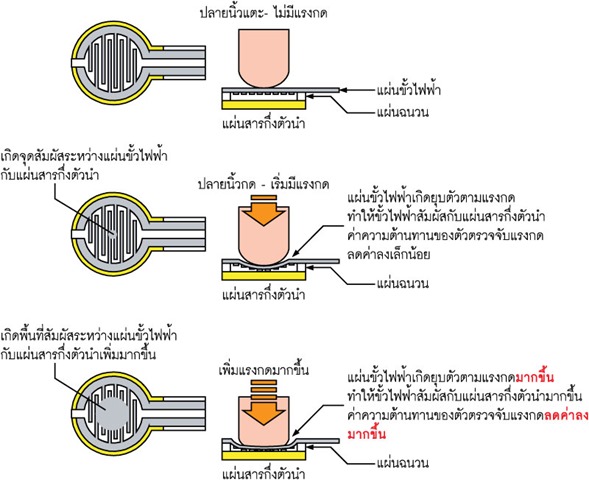 ปลายนิ้วแตะ- ไม่มีแรงกด
แผ่นขั้วไฟฟ้า
แผ่นฉนวน
แผ่นสารกึ่งตัวนำ
เกิดจุดสัมผัสระหว่างแผ่นขั้วไฟฟ้า
กับแผ่นสารกึ่งตัวนำ
ปลายนิ้วกด - เริ่มมีแรงกด
แผ่นขั้วไฟฟ้าเกิดยุบตัวตามแรงกด
ทำให้ขั้วไฟฟ้าสัมผัสกับแผ่นสารกึ่งตัวนำ
ค่าความต้านทานของตัวตรวจจับแรงกด
ลดค่าลงเล็กน้อย
แผ่นฉนวน
แผ่นสารกึ่งตัวนำ
เกิดพื้นที่สัมผัสระหว่างแผ่นขั้วไฟฟ้า
กับแผ่นสารกึ่งตัวนำเพิ่มมากขึ้น
เพิ่มแรงกดมากขึ้น
แผ่นขั้วไฟฟ้าเกิดยุบตัวตามแรงกดมากขึ้น
ทำให้ขั้วไฟฟ้าสัมผัสกับแผ่นสารกึ่งตัวนำมากขึ้น
ค่าความต้านทานของตัวตรวจจับแรงกดลดค่าลง
มากขึ้น
แผ่นฉนวน
แผ่นสารกึ่งตัวนำ